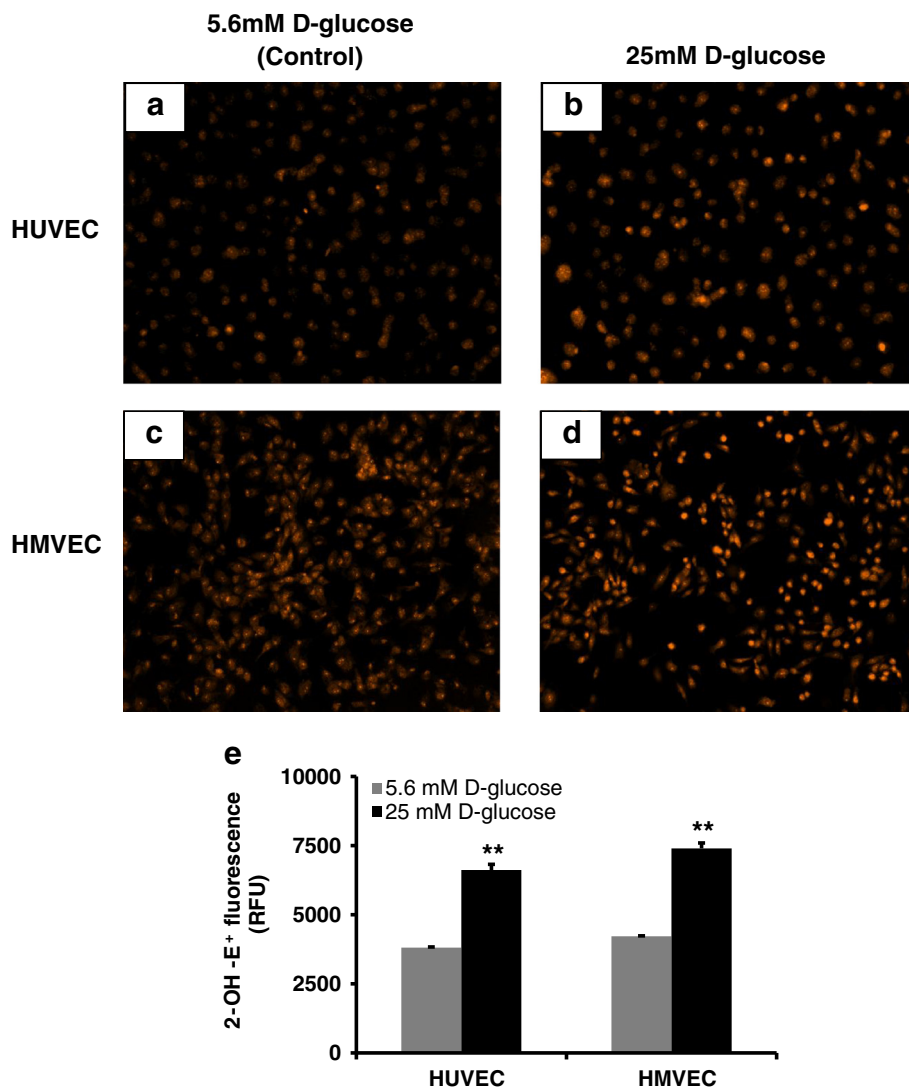 5.6mM D-glucose
(Control)
25mM D-glucose
a
b
HUVEC
c
d
HMVEC
e
10000
7500
5000
2500
0
2-OH -E⁺ fluorescence
(RFU)
5.6 mM D-glucose
25 mM D-glucose
**
**
HUVEC
HMVEC